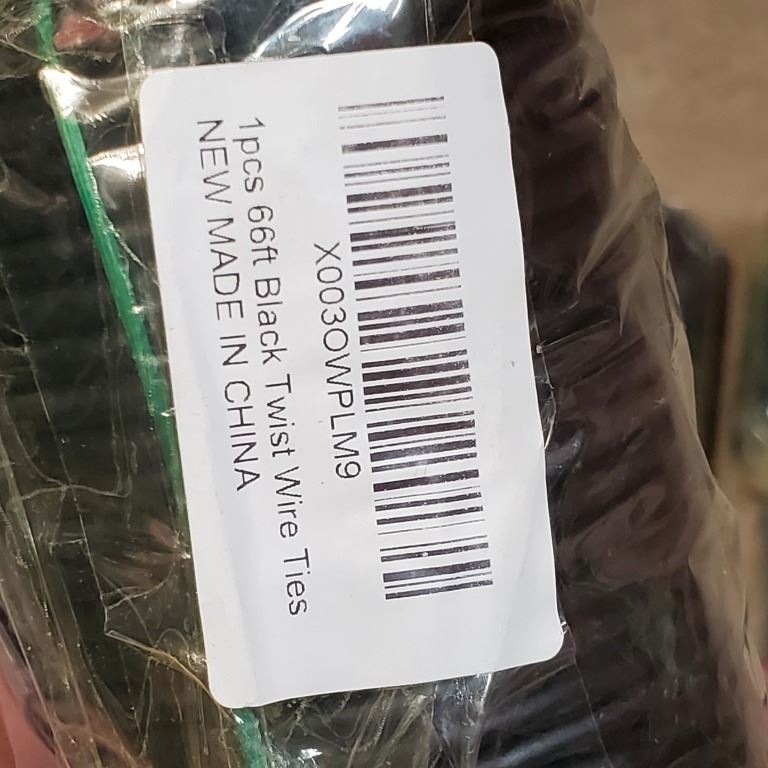 X003OWPLM9
1pcs 66ft Black Twist Wire Ties
NEW MADE IN CHINA